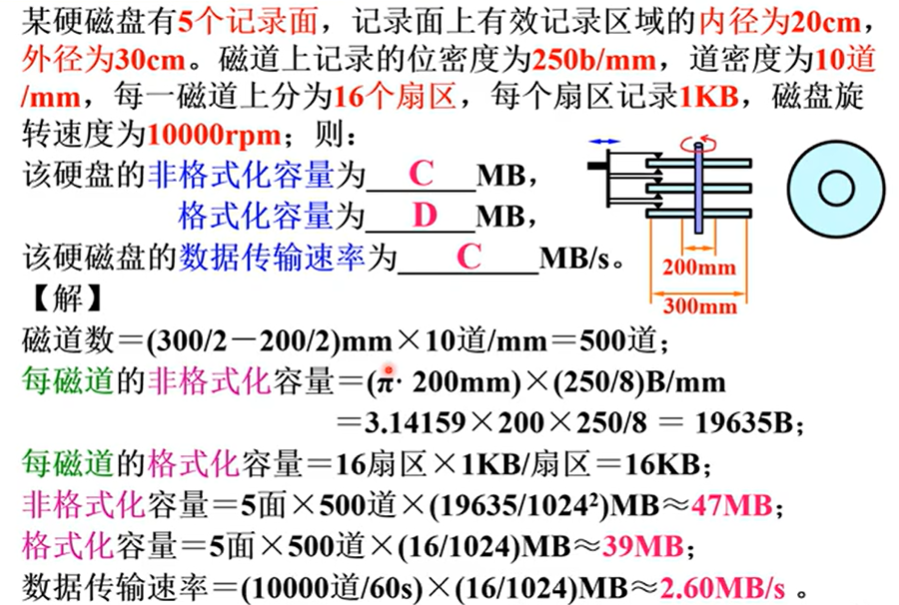 某硬磁盘有5个记录面，记录面上有效记录区域的内径为20cm，
外径为30cm。磁道上记录的位密度为250b/mm，道密度为10道
/mm，每一磁道上分为16个扇区，每个扇区记录1KB，磁盘旋
转速度为10000rpm；则：
该硬盘的非格式化容量为____C____MB，
格式化容量为____D____MB，
该硬磁盘的数据传输速率为____C____MB/s。
200mm
300mm
【解】
磁道数＝(300/2－200/2)mm×10道/mm＝500道；
每磁道的非格式化容量＝(π· 200mm)×(250/8)B/mm
＝3.14159×200×250/8 = 19635B；
每磁道的格式化容量＝16扇区×1KB/扇区＝16KB；
非格式化容量＝5面×500道×(19635/1024²)MB≈47MB；
格式化容量＝5面×500道×(16/1024)MB≈39MB；
数据传输速率＝(10000道/60s)×(16/1024)MB≈2.60MB/s 。